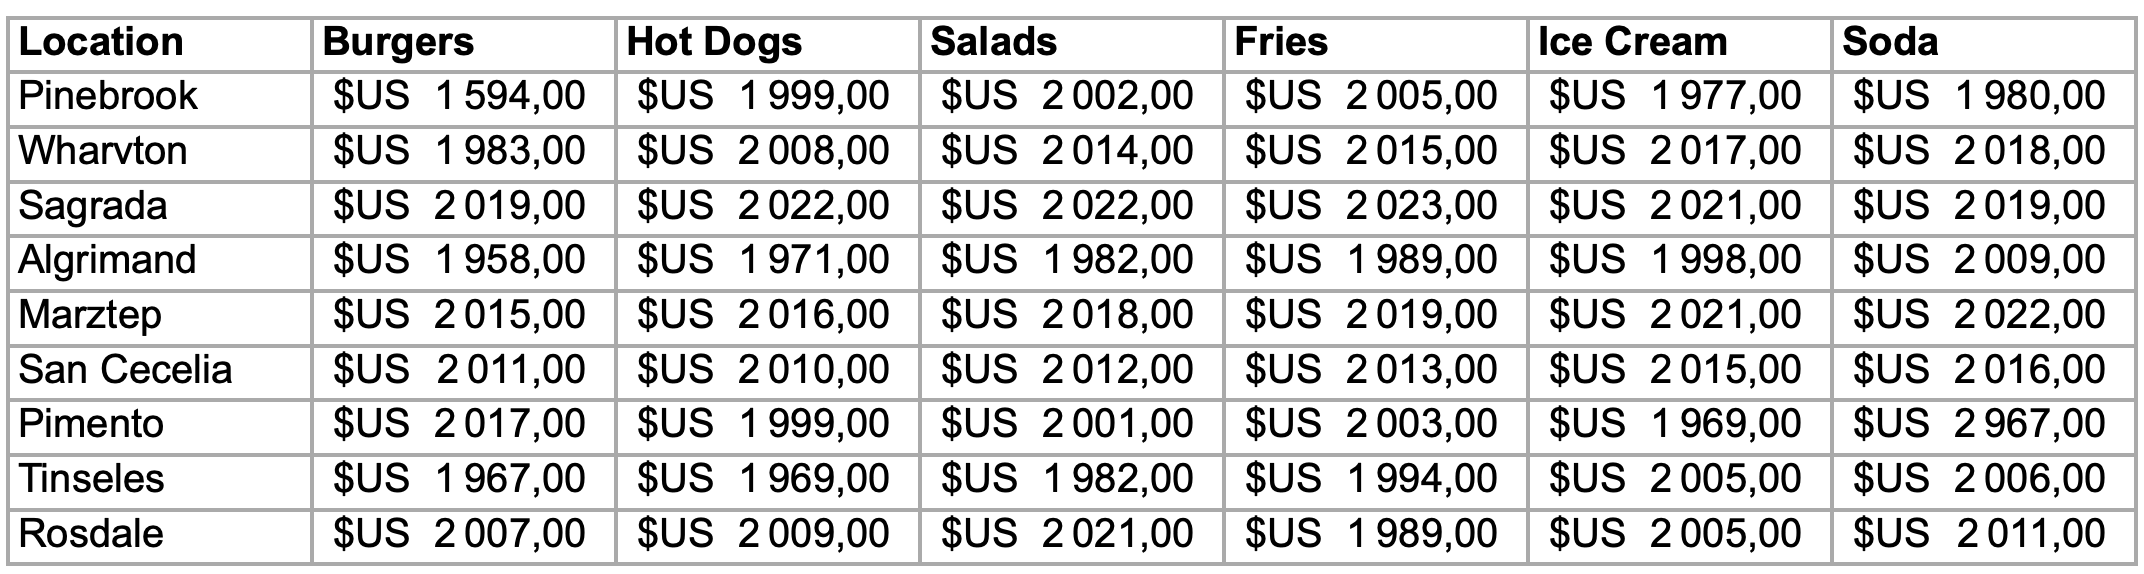 Location Burgers Hot Dogs Salads Fries Ice Cream Soda
Pinebrook $US 1 594,00 $US 1 999,00 $US 2 002,00 $US 2 005,00 $US 1 977,00 $US 1 980,00
Wharvton $US 1 983,00 $US 2 008,00 $US 2 014,00 $US 2 015,00 $US 2 017,00 $US 2 018,00
Sagrada $US 2 019,00 $US 2 022,00 $US 2 022,00 $US 2 023,00 $US 2 021,00 $US 2 019,00
Algrimand $US 1 958,00 $US 1 971,00 $US 1 982,00 $US 1 989,00 $US 1 998,00 $US 2 009,00
Marztep $US 2 015,00 $US 2 016,00 $US 2 018,00 $US 2 019,00 $US 2 021,00 $US 2 022,00
San Cecelia $US 2 011,00 $US 2 010,00 $US 2 012,00 $US 2 013,00 $US 2 015,00 $US 2 016,00
Pimento $US 2 017,00 $US 1 999,00 $US 2 001,00 $US 2 003,00 $US 1 969,00 $US 2 967,00
Tinseles $US 1 967,00 $US 1 969,00 $US 1 982,00 $US 1 994,00 $US 2 005,00 $US 2 006,00
Rosdale $US 2 007,00 $US 2 009,00 $US 2 021,00 $US 1 989,00 $US 2 005,00 $US 2 011,00